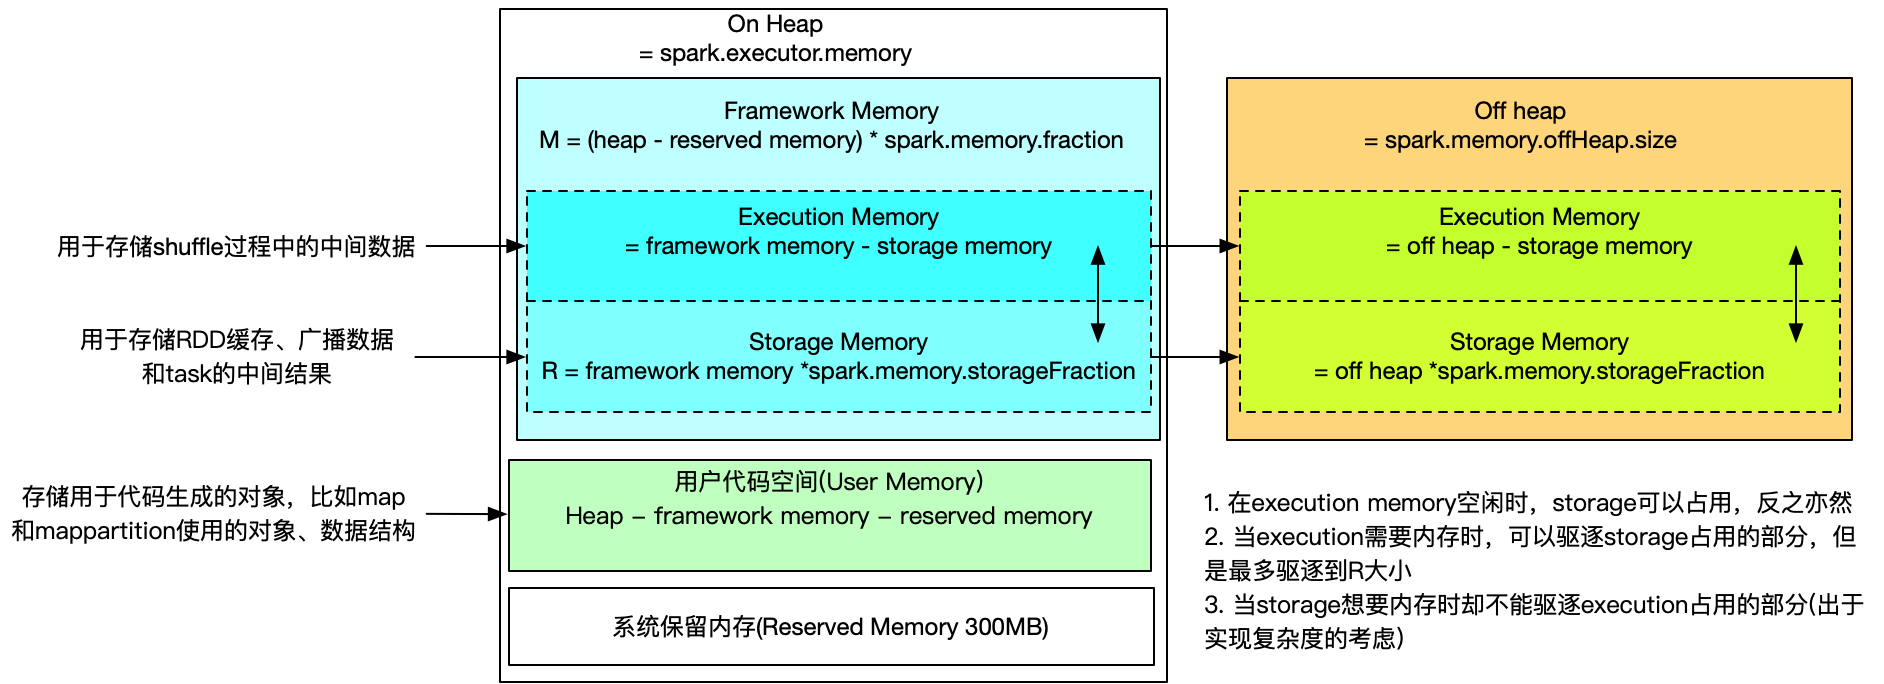 On Heap
= spark.executor.memory
Framework Memory
M = (heap - reserved memory) * spark.memory.fraction
Execution Memory
= framework memory - storage memory
Storage Memory
R = framework memory *spark.memory.storageFraction
用户代码空间(User Memory)
Heap – framework memory – reserved memory
系统保留内存(Reserved Memory 300MB)
用于存储shuffle过程中的中间数据
用于存储RDD缓存、广播数据
和task的中间结果
存储用于代码生成的对象，比如map
和mappartition使用的对象、数据结构
Off heap
= spark.memory.offHeap.size
Execution Memory
= off heap - storage memory
Storage Memory
= off heap *spark.memory.storageFraction
1. 在execution memory空闲时，storage可以占用，反之亦然
2. 当execution需要内存时，可以驱逐storage占用的部分，但
是最多驱逐到R大小
3. 当storage想要内存时却不能驱逐execution占用的部分(出于
实现复杂度的考虑)